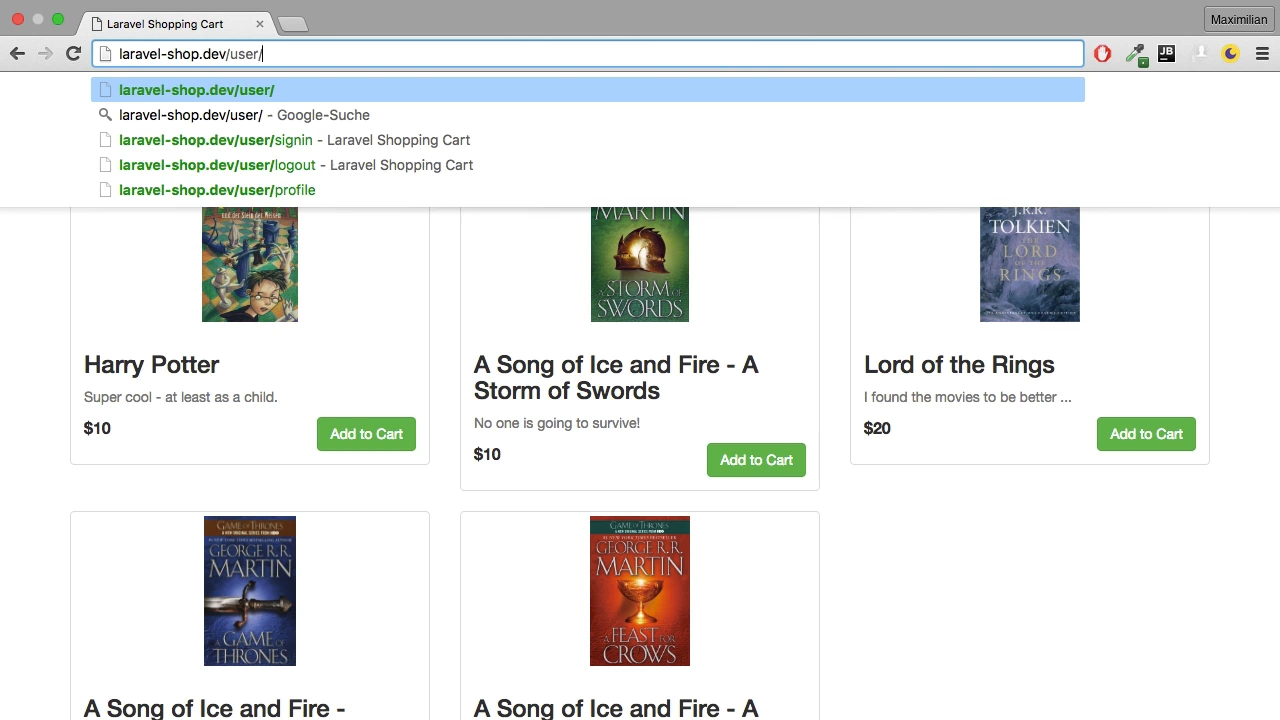 Laravel Shopping Cart
Maximilian
laravel-shop.dev/user/
JB
laravel-shop.dev/user/
laravel-shop.dev/user/ - Google-Suche
laravel-shop.dev/user/signin - Laravel Shopping Cart
laravel-shop.dev/user/logout - Laravel Shopping Cart
laravel-shop.dev/user/profile
und der Stein der Weisen
MARTIN
A STORM OF
SWORDS
J.R.R.
TOLKIEN
THE
LORD
OF THE
RINGS
Harry Potter
Super cool - at least as a child.
$10
Add to Cart
A Song of Ice and Fire - A
Storm of Swords
No one is going to survive!
$10
Add to Cart
Lord of the Rings
I found the movies to be better ...
$20
Add to Cart
GAME OF THRONES
GEORGE R.R.
MARTIN
A GAME OF
THRONES
A Song of Ice and Fire -
GAME OF THRONES
GEORGE R.R.
MARTIN
A FEAST FOR
CROWS
A Song of Ice and Fire - A